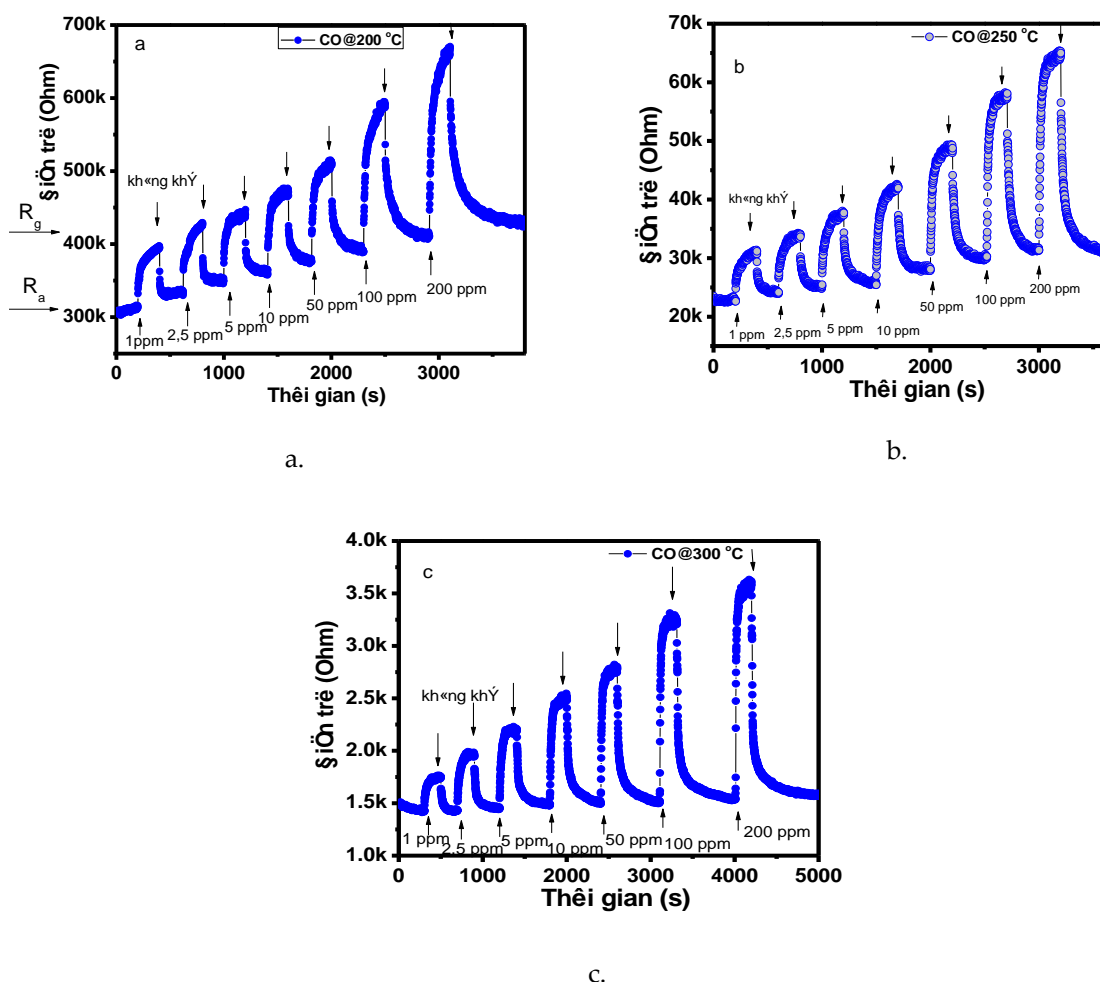 a
CO@200 °C
700k
600k
500k
400k
300k
§iÖn trë (Ohm)
R_g
R_a
kh«ng khÝ
1ppm
2,5 ppm
5 ppm
10 ppm
50 ppm
100 ppm
200 ppm
0 1000 2000 3000
Thêi gian (s)
a.
b
CO@250 °C
70k
60k
50k
40k
30k
20k
§iÖn trë (Ohm)
kh«ng khÝ
1 ppm
2,5 ppm
5 ppm
10 ppm
50 ppm
100 ppm
200 ppm
0 1000 2000 3000
Thêi gian (s)
b.
c
CO@300 °C
4.0k
3.5k
3.0k
2.5k
2.0k
1.5k
1.0k
§iÖn trë (Ohm)
kh«ng khÝ
1 ppm
2.5 ppm
5 ppm
10 ppm
50 ppm
100 ppm
200 ppm
0 1000 2000 3000 4000 5000
Thêi gian (s)
c.